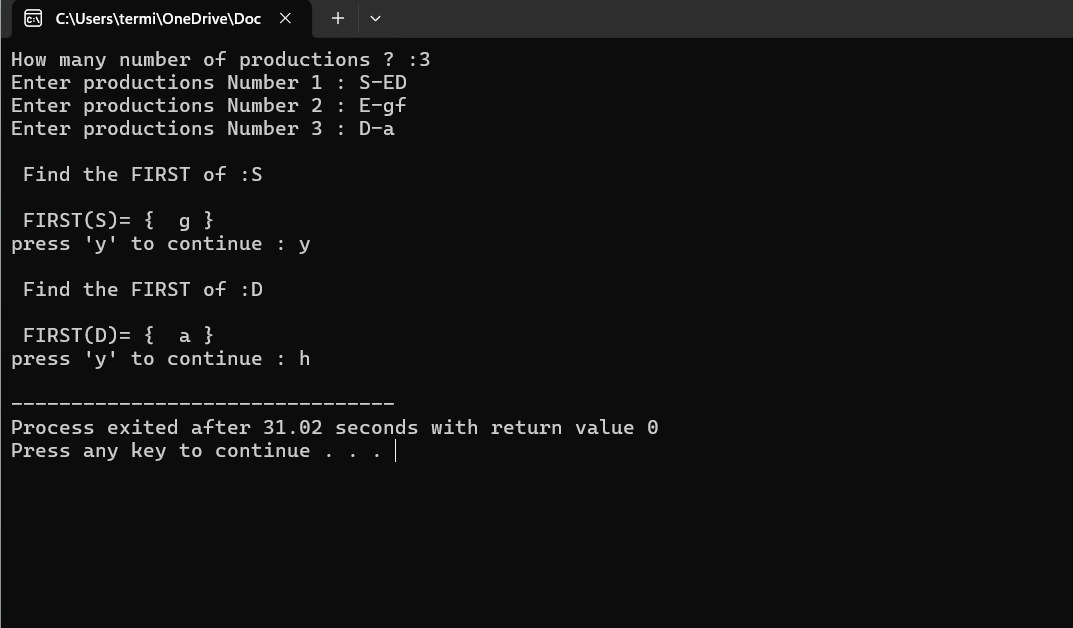 C:\Users\termi\OneDrive\Doc
How many number of productions ? :3
Enter productions Number 1 : S-ED
Enter productions Number 2 : E-gf
Enter productions Number 3 : D-a
Find the FIRST of :S
FIRST(S)= {  g }
press 'y' to continue : y
Find the FIRST of :D
FIRST(D)= {  a }
press 'y' to continue : h
--------------------------------
Process exited after 31.02 seconds with return value 0
Press any key to continue . . .